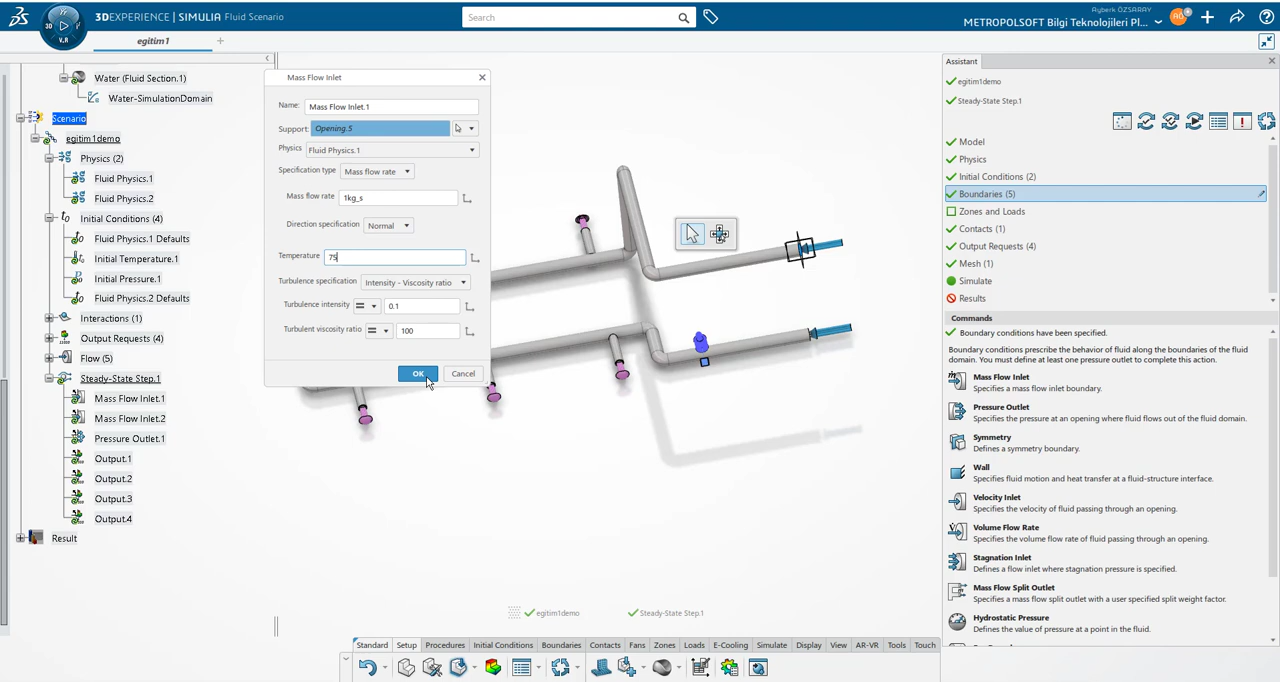 3DEXPERIENCE | SIMULIA Fluid Scenario
Search
Ayberk ÖZSARAY
METROPOLSOFT Bilgi Teknolojileri Pl...
AÖ
3D
V.R
egitim1
Water (Fluid Section.1)
Water-SimulationDomain
Scenario
egitim1demo
Physics (2)
Fluid Physics.1
Fluid Physics.2
Initial Conditions (4)
Fluid Physics.1 Defaults
Initial Temperature.1
Initial Pressure.1
Fluid Physics.2 Defaults
Interactions (1)
Output Requests (4)
Flow (5)
Steady-State Step.1
Mass Flow Inlet.1
Mass Flow Inlet.2
Pressure Outlet.1
Output.1
Output.2
Output.3
Output.4
Result
Mass Flow Inlet
Name: Mass Flow Inlet.1
Support: Opening.5
Physics Fluid Physics.1
Specification type Mass flow rate
Mass flow rate 1kg_s
Direction specification Normal
Temperature 75
Turbulence specification Intensity - Viscosity ratio
Turbulence intensity = 0.1
Turbulent viscosity ratio = 100
OK Cancel
egitim1demo Steady-State Step.1
Assistant
egitim1demo
Steady-State Step.1
Model
Physics
Initial Conditions (2)
Boundaries (5)
Zones and Loads
Contacts (1)
Output Requests (4)
Mesh (1)
Simulate
Results
Commands
Boundary conditions have been specified.
Boundary conditions prescribe the behavior of fluid along the boundaries of the fluid
domain. You must define at least one pressure outlet to complete this action.
Mass Flow Inlet
Specifies a mass flow inlet boundary.
Pressure Outlet
Specifies the pressure at an opening where fluid flows out of the fluid domain.
Symmetry
Defines a symmetry boundary.
Wall
Specifies fluid motion and heat transfer at a fluid-structure interface.
Velocity Inlet
Specifies the velocity of fluid passing through an opening.
Volume Flow Rate
Specifies the volume flow rate of fluid passing through an opening.
Stagnation Inlet
Defines a flow inlet where stagnation pressure is specified.
Mass Flow Split Outlet
Specifies a mass flow split outlet with a user specified split weight factor.
Hydrostatic Pressure
Defines the value of pressure at a point in the fluid.
Standard Setup Procedures Initial Conditions Boundaries Contacts Fans Zones Loads E-Cooling Simulate Display View AR-VR Tools Touch